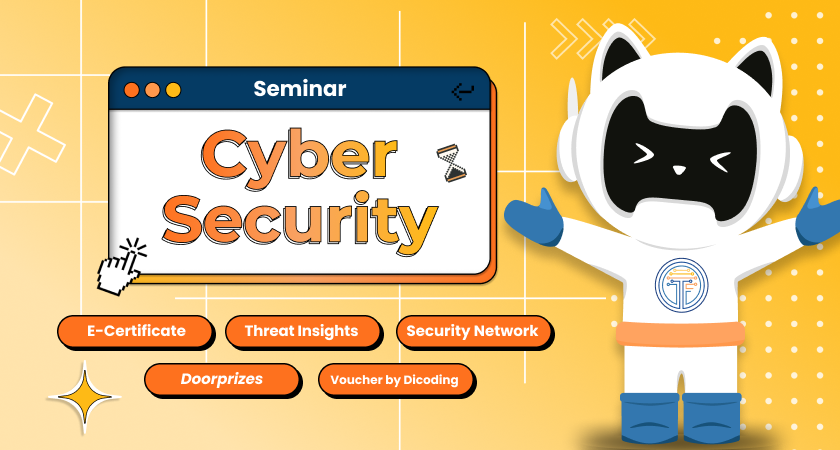 Seminar
Cyber
Security
E-Certificate
Threat Insights
Security Network
Doorprizes
Voucher by Dicoding